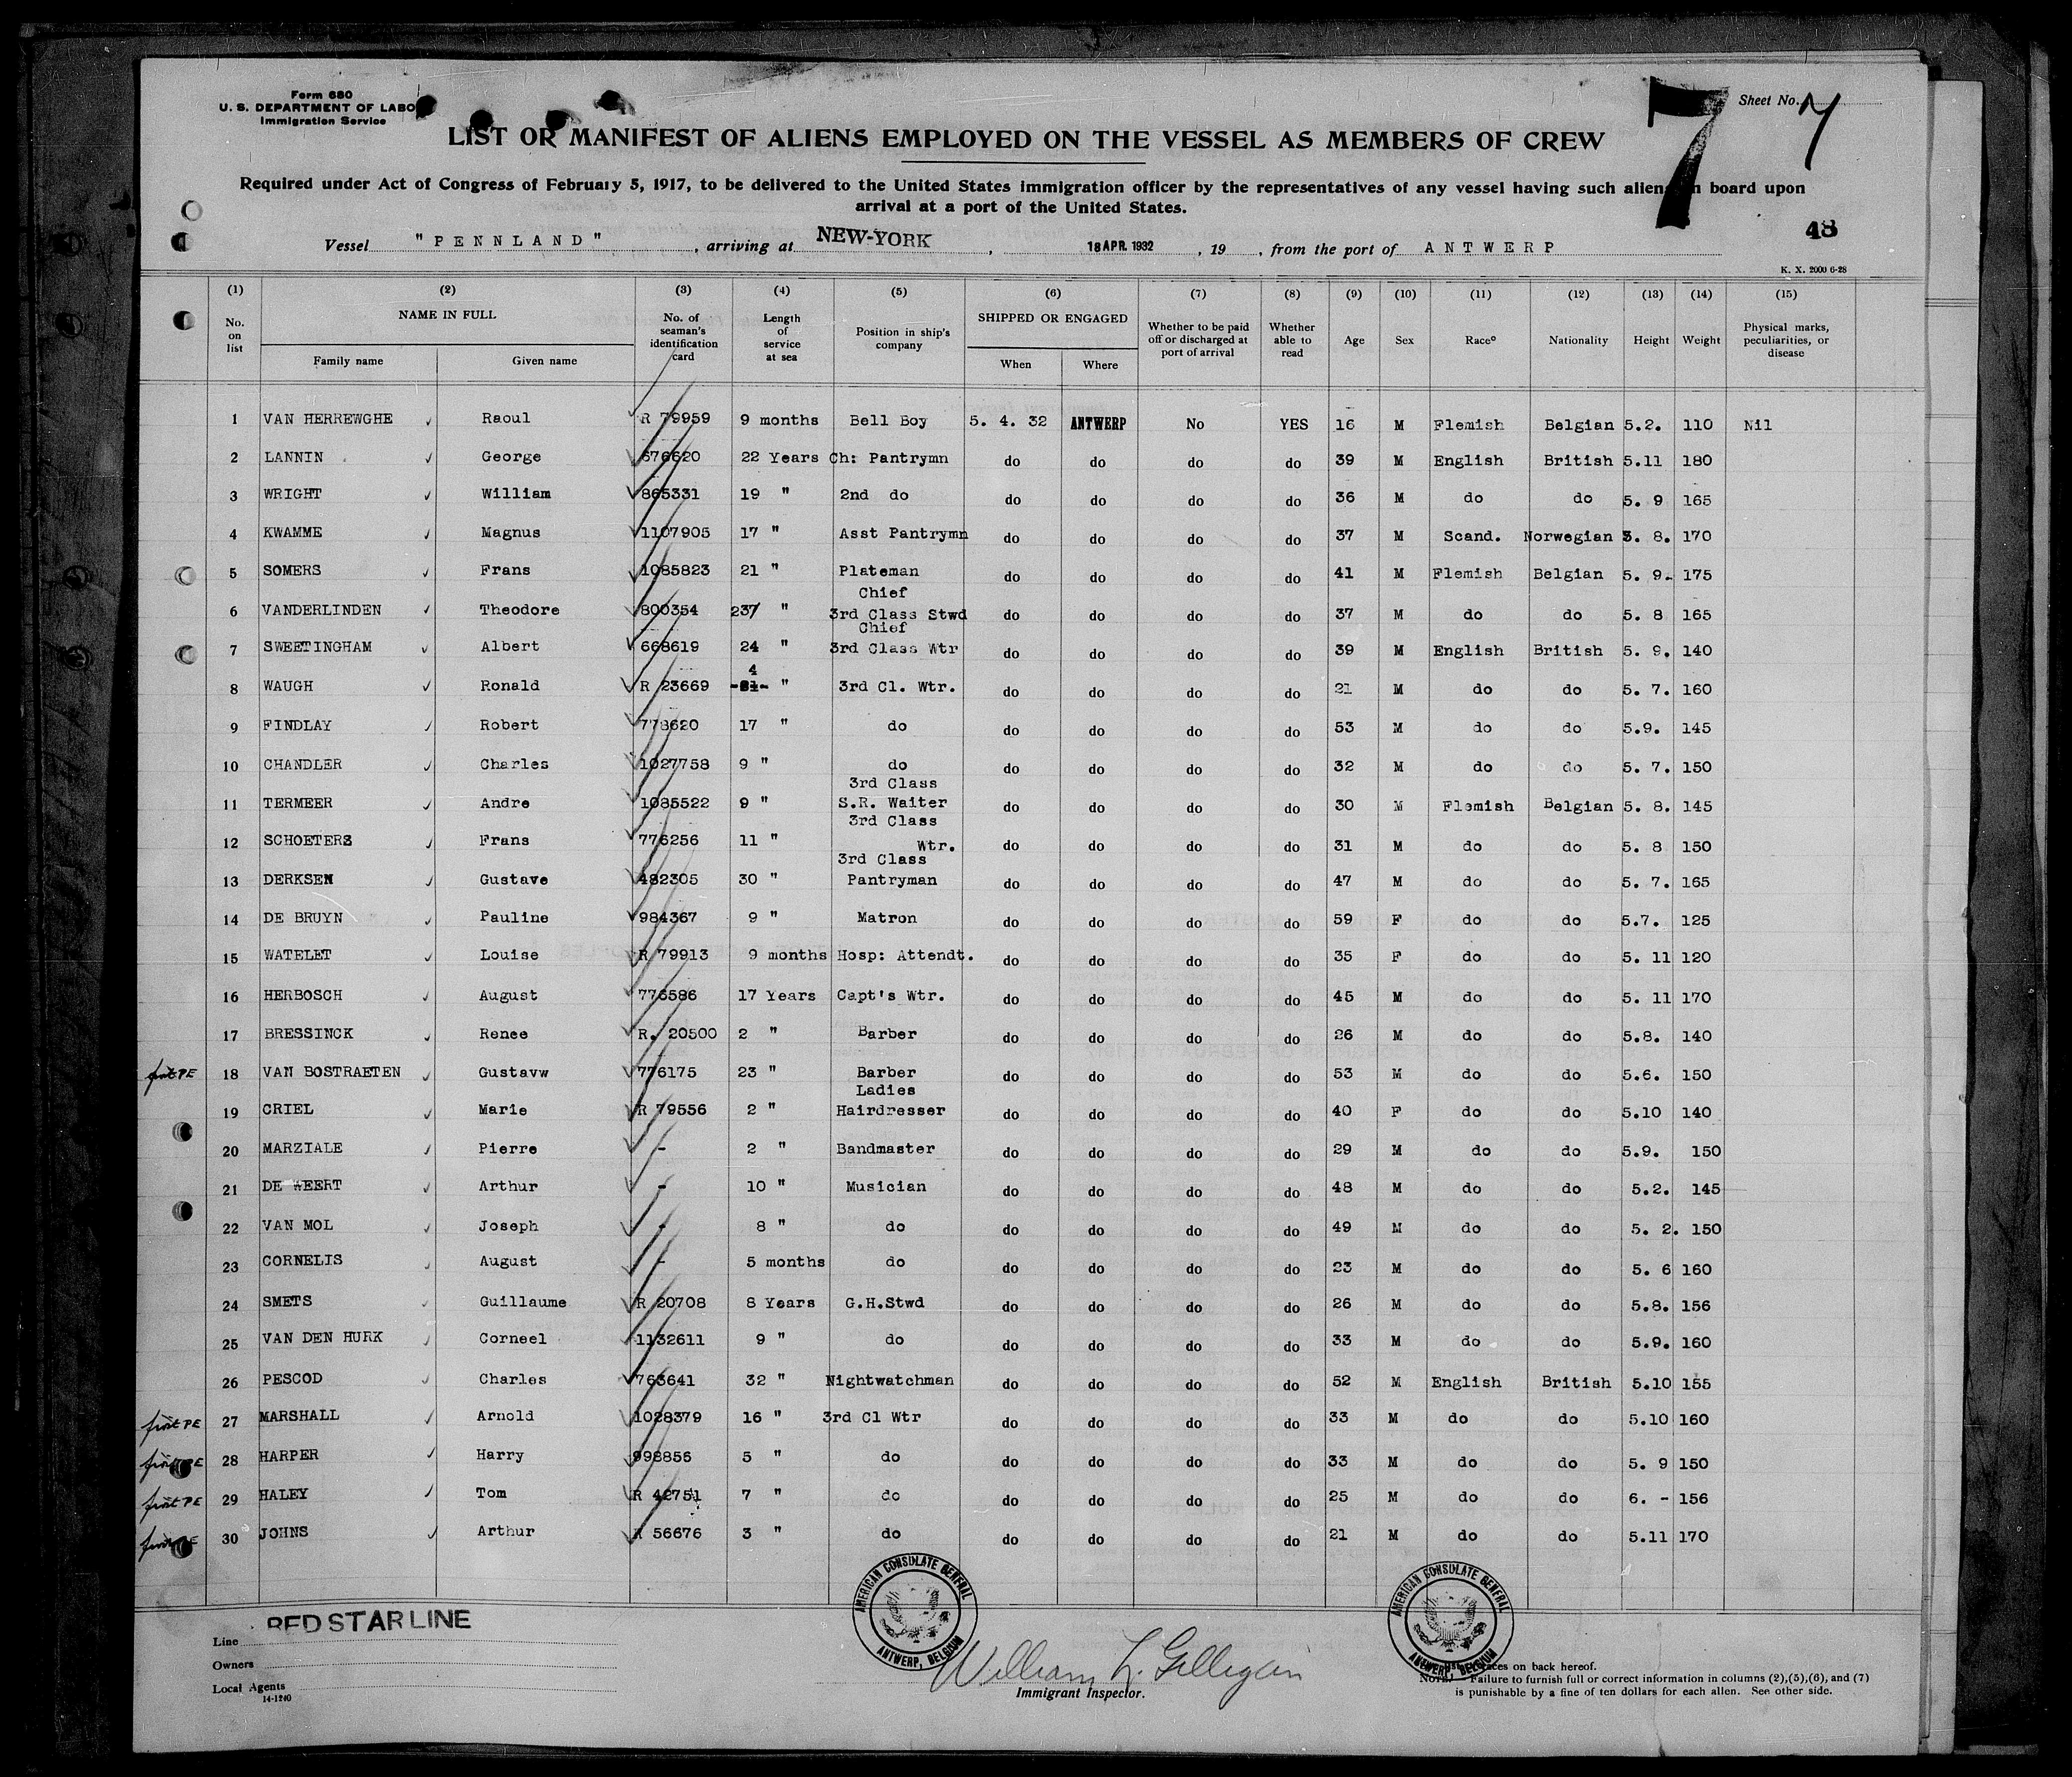 Form 680
U. S. DEPARTMENT OF LABO
Immigration Service
Sheet No. 7
7
LIST OR MANIFEST OF ALIENS EMPLOYED ON THE VESSEL AS MEMBERS OF CREW
Required under Act of Congress of February 5, 1917, to be delivered to the United States immigration officer by the representatives of any vessel having such aliens on board upon
arrival at a port of the United States.
48
Vessel "PENNLAND", arriving at NEW-YORK, 18 APR. 1932, 19 , from the port of ANTWERP
K. X. 2000 6-28
(1) (2) (3) (4) (5) (6) (7) (8) (9) (10) (11) (12) (13) (14) (15)
No. on list NAME IN FULL Family name Given name No. of seaman's identification card Length of service at sea Position in ship's company SHIPPED OR ENGAGED When Where Whether to be paid off or discharged at port of arrival Whether able to read Age Sex Race° Nationality Height Weight Physical marks, peculiarities, or disease
1 VAN HERREWGHE Raoul R 79959 9 months Bell Boy 5. 4. 32 ANTWERP No YES 16 M Flemish Belgian 5.2. 110 Nil
2 LANNIN George 676620 22 Years Ch: Pantrymn do do do do 39 M English British 5.11 180
3 WRIGHT William 865331 19 " 2nd do do do do do 36 M do do 5. 9 165
4 KWAMME Magnus 1107905 17 " Asst Pantrymn do do do do 37 M Scand. Norwegian 5. 8. 170
5 SOMERS Frans 1085823 21 " Plateman do do do do 41 M Flemish Belgian 5. 9. 175
6 VANDERLINDEN Theodore 800354 23 " Chief 3rd Class Stwd do do do do 37 M do do 5. 8 165
7 SWEETINGHAM Albert 668619 24 " Chief 3rd Class Wtr do do do do 39 M English British 5. 9. 140
8 WAUGH Ronald R 23669 4 " 3rd Cl. Wtr. do do do do 21 M do do 5. 7. 160
9 FINDLAY Robert 778620 17 " do do do do do 53 M do do 5.9. 145
10 CHANDLER Charles 1027758 9 " do do do do do 32 M do do 5. 7. 150
11 TERMEER Andre 1085522 9 " 3rd Class S.R. Waiter do do do do 30 M Flemish Belgian 5. 8. 145
12 SCHOETERS Frans 776256 11 " 3rd Class Wtr. do do do do 31 M do do 5. 8 150
13 DERKSEN Gustave 482305 30 " 3rd Class Pantryman do do do do 47 M do do 5. 7. 165
14 DE BRUYN Pauline 984367 9 " Matron do do do do 59 F do do 5.7. 125
15 WATELET Louise R 79913 9 months Hosp: Attendt. do do do do 35 F do do 5. 11 120
16 HERBOSCH August 776586 17 Years Capt's Wtr. do do do do 45 M do do 5. 11 170
17 BRESSINCK Renee R. 20500 2 " Barber do do do do 26 M do do 5.8. 140
first PE 18 VAN BOSTRAETEN Gustavw 776175 23 " Barber do do do do 53 M do do 5.6. 150
19 CRIEL Marie R 79556 2 " Ladies Hairdresser do do do do 40 F do do 5.10 140
20 MARZIALE Pierre - 2 " Bandmaster do do do do 29 M do do 5.9. 150
21 DE WEERT Arthur - 10 " Musician do do do do 48 M do do 5.2. 145
22 VAN MOL Joseph - 8 " do do do do do 49 M do do 5. 2. 150
23 CORNELIS August - 5 months do do do do do 23 M do do 5. 6 160
24 SMETS Guillaume R 20708 8 Years G.H.Stwd do do do do 26 M do do 5.8. 156
25 VAN DEN HURK Corneel 1132611 9 " do do do do do 33 M do do 5.9. 160
26 PESCOD Charles 763641 32 " Nightwatchman do do do do 52 M English British 5.10 155
first PE 27 MARSHALL Arnold 1028379 16 " 3rd Cl Wtr do do do do 33 M do do 5.10 160
first PE 28 HARPER Harry 998856 5 " do do do do do 33 M do do 5. 9 150
first PE 29 HALEY Tom R 42751 7 " do do do do do 25 M do do 6. - 156
first PE 30 JOHNS Arthur R 56676 3 " do do do do do 21 M do do 5.11 170
AMERICAN CONSULATE GENERAL ANTWERP, BELGIUM
AMERICAN CONSULATE GENERAL ANTWERP, BELGIUM
Line RED STAR LINE
Owners
Local Agents
14-1240
William L. Gilligan
Immigrant Inspector.
races on back hereof.
NOTE.—Failure to furnish full or correct information in columns (2),(5),(6), and (7)
is punishable by a fine of ten dollars for each alien. See other side.